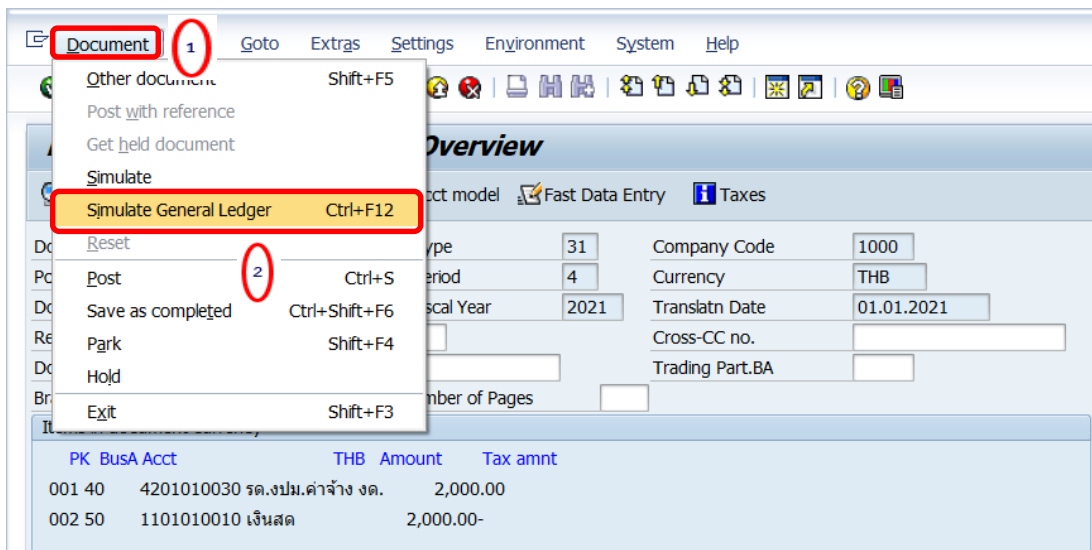 Document 1 Goto Extras Settings Environment System Help
Other document Shift+F5
Post with reference
Get held document
Overview
Simulate
cct model Fast Data Entry Taxes
Simulate General Ledger Ctrl+F12
Reset
31 Company Code 1000
2
Post Ctrl+S
4 Currency THB
Save as completed Ctrl+Shift+F6
Year 2021 Translatn Date 01.01.2021
Park Shift+F4
Cross-CC no.
Hold
Trading Part.BA
Exit Shift+F3
of Pages
PK BusA Acct THB Amount Tax amnt
001 40 4201010030 รด.งปม.ค่าจ้าง งด. 2,000.00
002 50 1101010010 เงินสด 2,000.00-